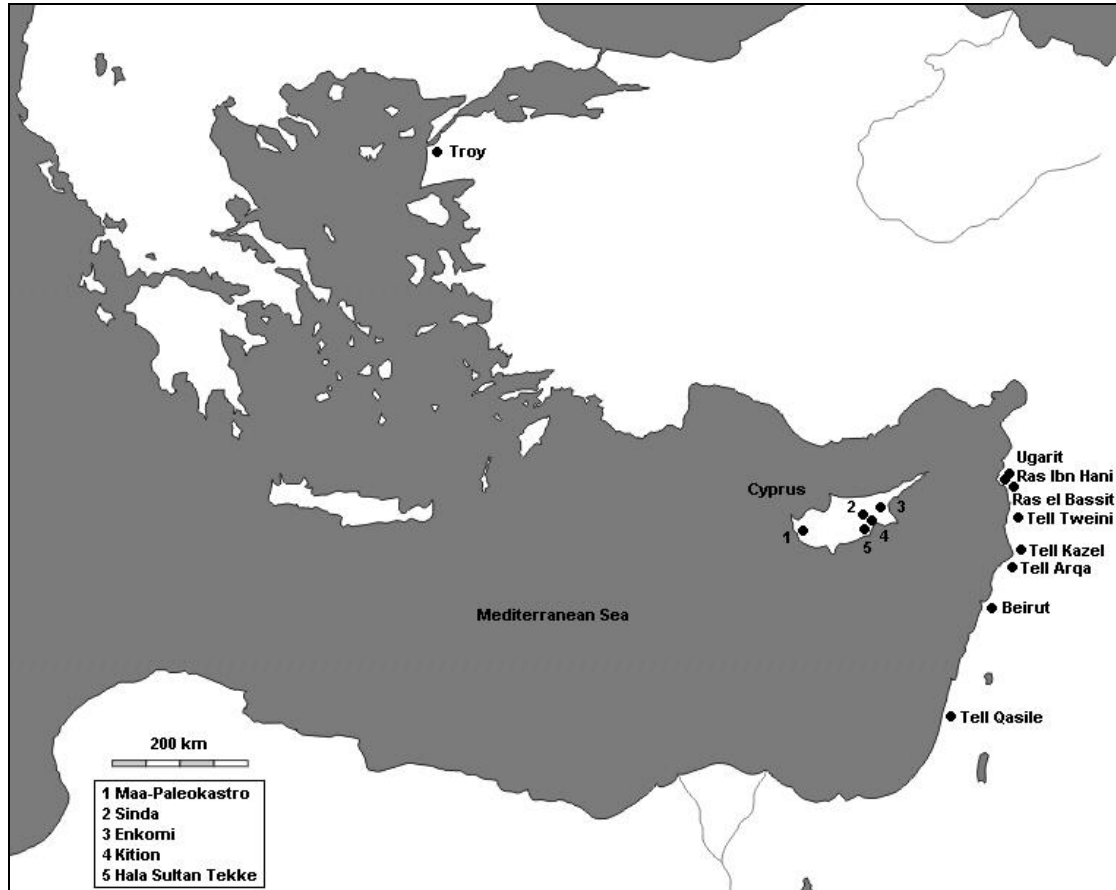 Troy
Ugarit
Ras Ibn Hani
Cyprus
Ras el Bassit
2
3
Tell Tweini
1
4
5
Tell Kazel
Tell Arqa
Beirut
Mediterranean Sea
Tell Qasile
200 km
1 Maa-Paleokastro
2 Sinda
3 Enkomi
4 Kition
5 Hala Sultan Tekke